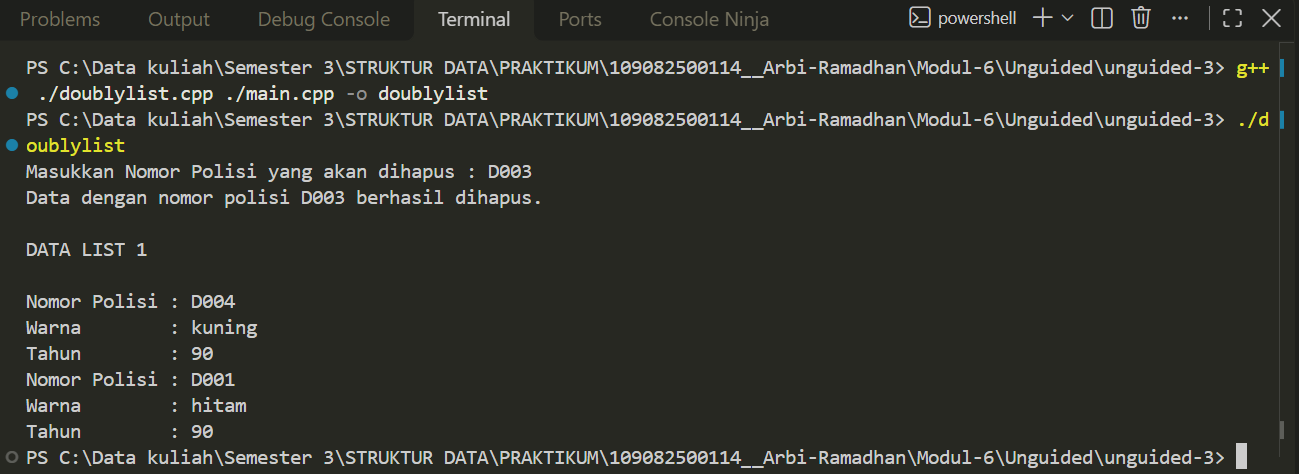 Problems Output Debug Console Terminal Ports Console Ninja powershell
PS C:\Data kuliah\Semester 3\STRUKTUR DATA\PRAKTIKUM\109082500114__Arbi-Ramadhan\Modul-6\Unguided\unguided-3> g++
./doublylist.cpp ./main.cpp -o doublylist
PS C:\Data kuliah\Semester 3\STRUKTUR DATA\PRAKTIKUM\109082500114__Arbi-Ramadhan\Modul-6\Unguided\unguided-3> ./d
oublylist
Masukkan Nomor Polisi yang akan dihapus : D003
Data dengan nomor polisi D003 berhasil dihapus.
DATA LIST 1
Nomor Polisi : D004
Warna        : kuning
Tahun        : 90
Nomor Polisi : D001
Warna        : hitam
Tahun        : 90
PS C:\Data kuliah\Semester 3\STRUKTUR DATA\PRAKTIKUM\109082500114__Arbi-Ramadhan\Modul-6\Unguided\unguided-3>